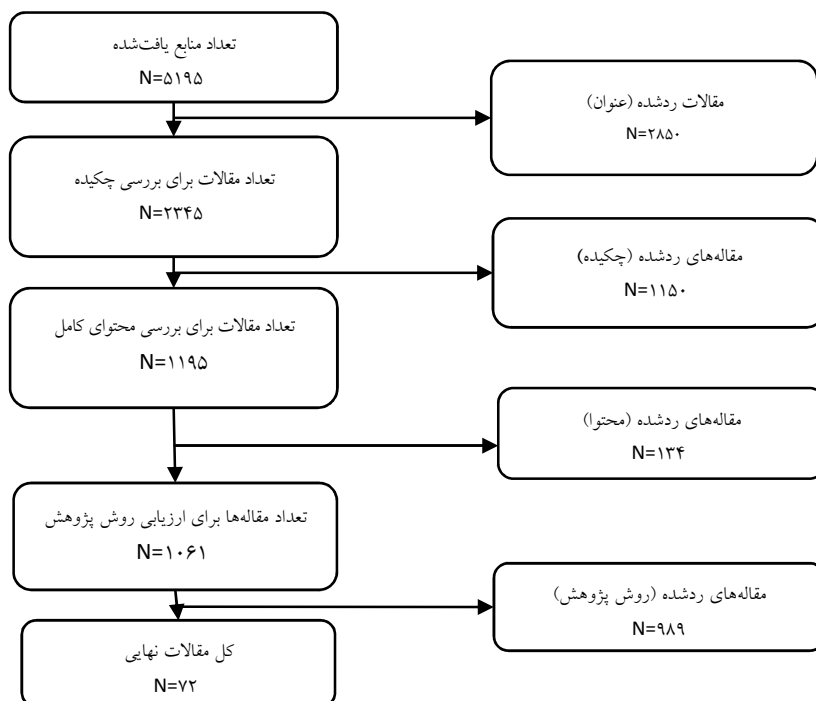 تعداد منابع یافت‌شده
N=۵۱۹۵
مقالات ردشده (عنوان)
N=۲۸۵۰
تعداد مقالات برای بررسی چکیده
N=۲۳۴۵
مقاله‌های ردشده (چکیده)
N=۱۱۵۰
تعداد مقالات برای بررسی محتوای کامل
N=۱۱۹۵
مقاله‌های ردشده (محتوا)
N=۱۳۴
تعداد مقاله‌ها برای ارزیابی روش پژوهش
N=۱۰۶۱
مقاله‌های ردشده (روش پژوهش)
N=۹۸۹
کل مقالات نهایی
N=۷۲